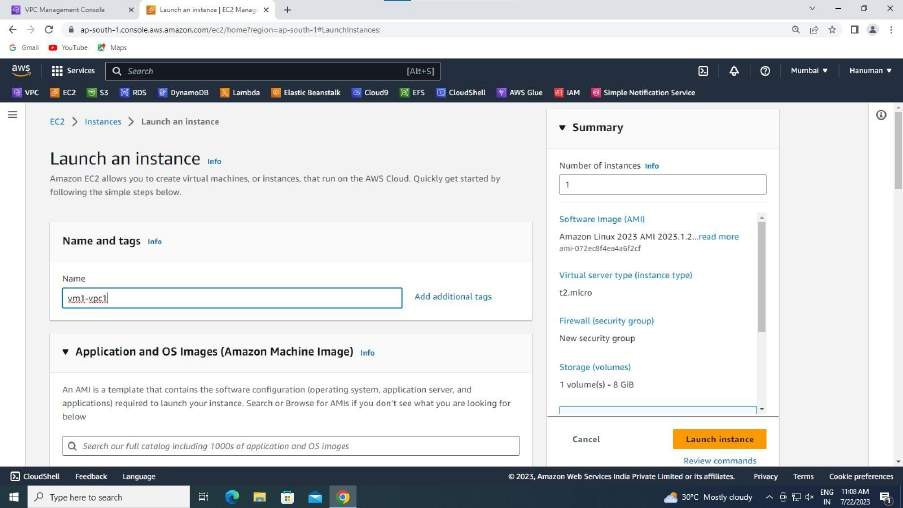 VPC Management Console
Launch an instance | EC2 Manag
ap-south-1.console.aws.amazon.com/ec2/home?region=ap-south-1#LaunchInstances:
Gmail YouTube Maps
aws Services Search [Alt+S] Mumbai Hanuman
VPC EC2 S3 RDS DynamoDB Lambda Elastic Beanstalk Cloud9 EFS CloudShell AWS Glue IAM Simple Notification Service
EC2 Instances Launch an instance
Launch an instance Info
Amazon EC2 allows you to create virtual machines, or instances, that run on the AWS Cloud. Quickly get started by
following the simple steps below.
Name and tags Info
Name
vm1-vpc1
Add additional tags
Application and OS Images (Amazon Machine Image) Info
An AMI is a template that contains the software configuration (operating system, application server, and
applications) required to launch your instance. Search or Browse for AMIs if you don't see what you are looking for
below
Search our full catalog including 1000s of application and OS images
Summary
Number of instances Info
1
Software Image (AMI)
Amazon Linux 2023 AMI 2023.1.2...read more
ami-072ec8f4ea4a6f2cf
Virtual server type (instance type)
t2.micro
Firewall (security group)
New security group
Storage (volumes)
1 volume(s) - 8 GiB
Cancel
Launch instance
Review commands
CloudShell Feedback Language © 2023, Amazon Web Services India Private Limited or its affiliates. Privacy Terms Cookie preferences
Type here to search
30°C Mostly cloudy
ENG
IN
11:08 AM
7/22/2023
1